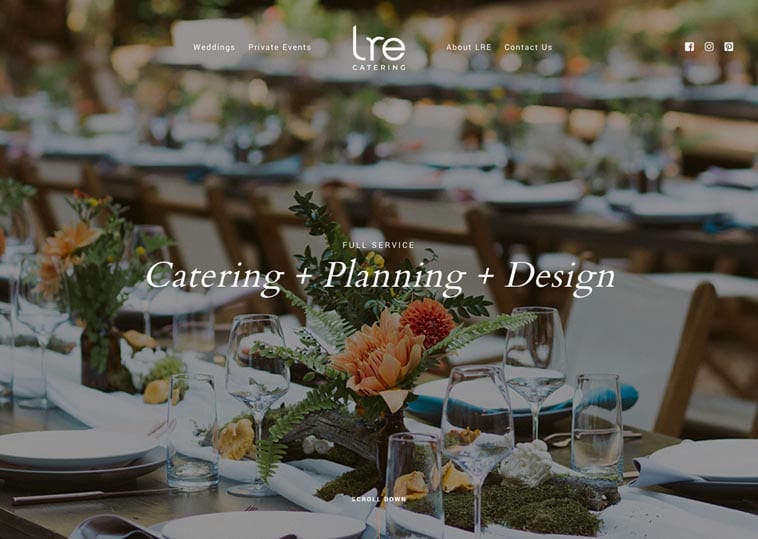 Weddings
Private Events
lre
CATERING
About LRE
Contact Us
FULL SERVICE
Catering + Planning + Design
SCROLL DOWN